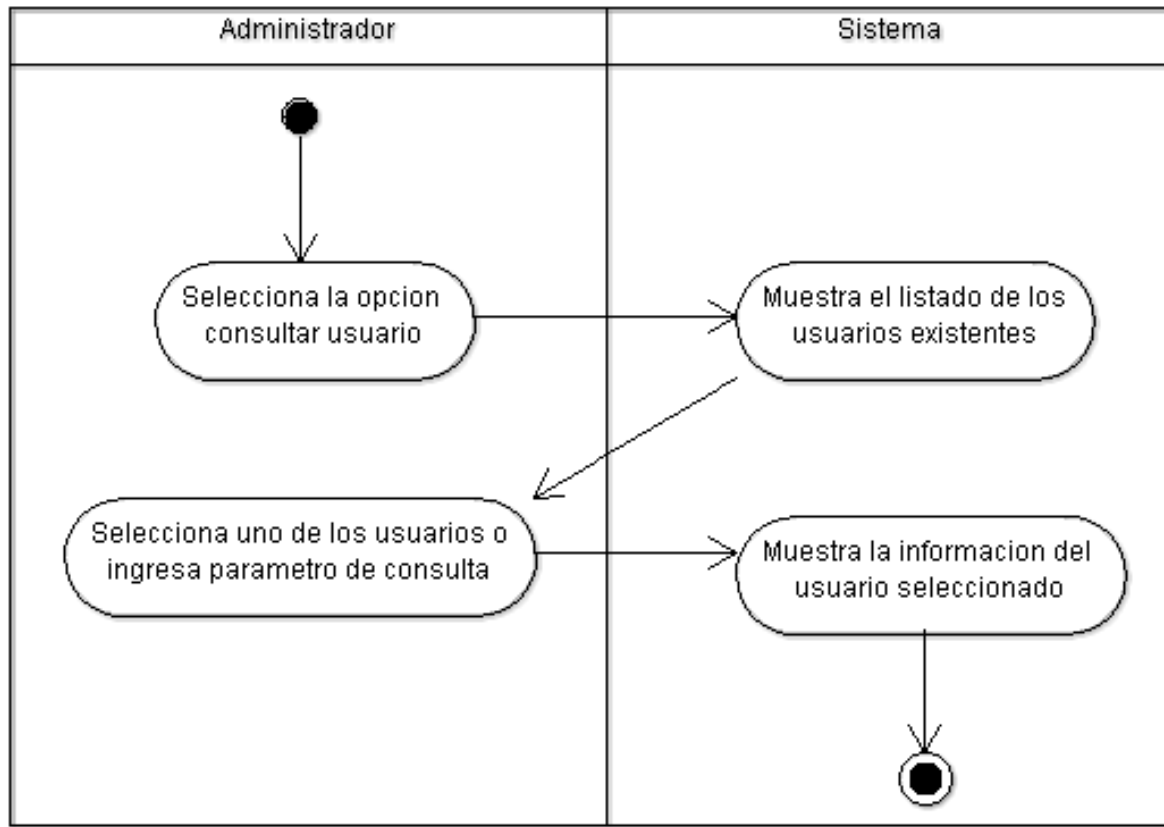 Administrador
Sistema
Selecciona la opcion
consultar usuario
Muestra el listado de los
usuarios existentes
Selecciona uno de los usuarios o
ingresa parametro de consulta
Muestra la informacion del
usuario seleccionado